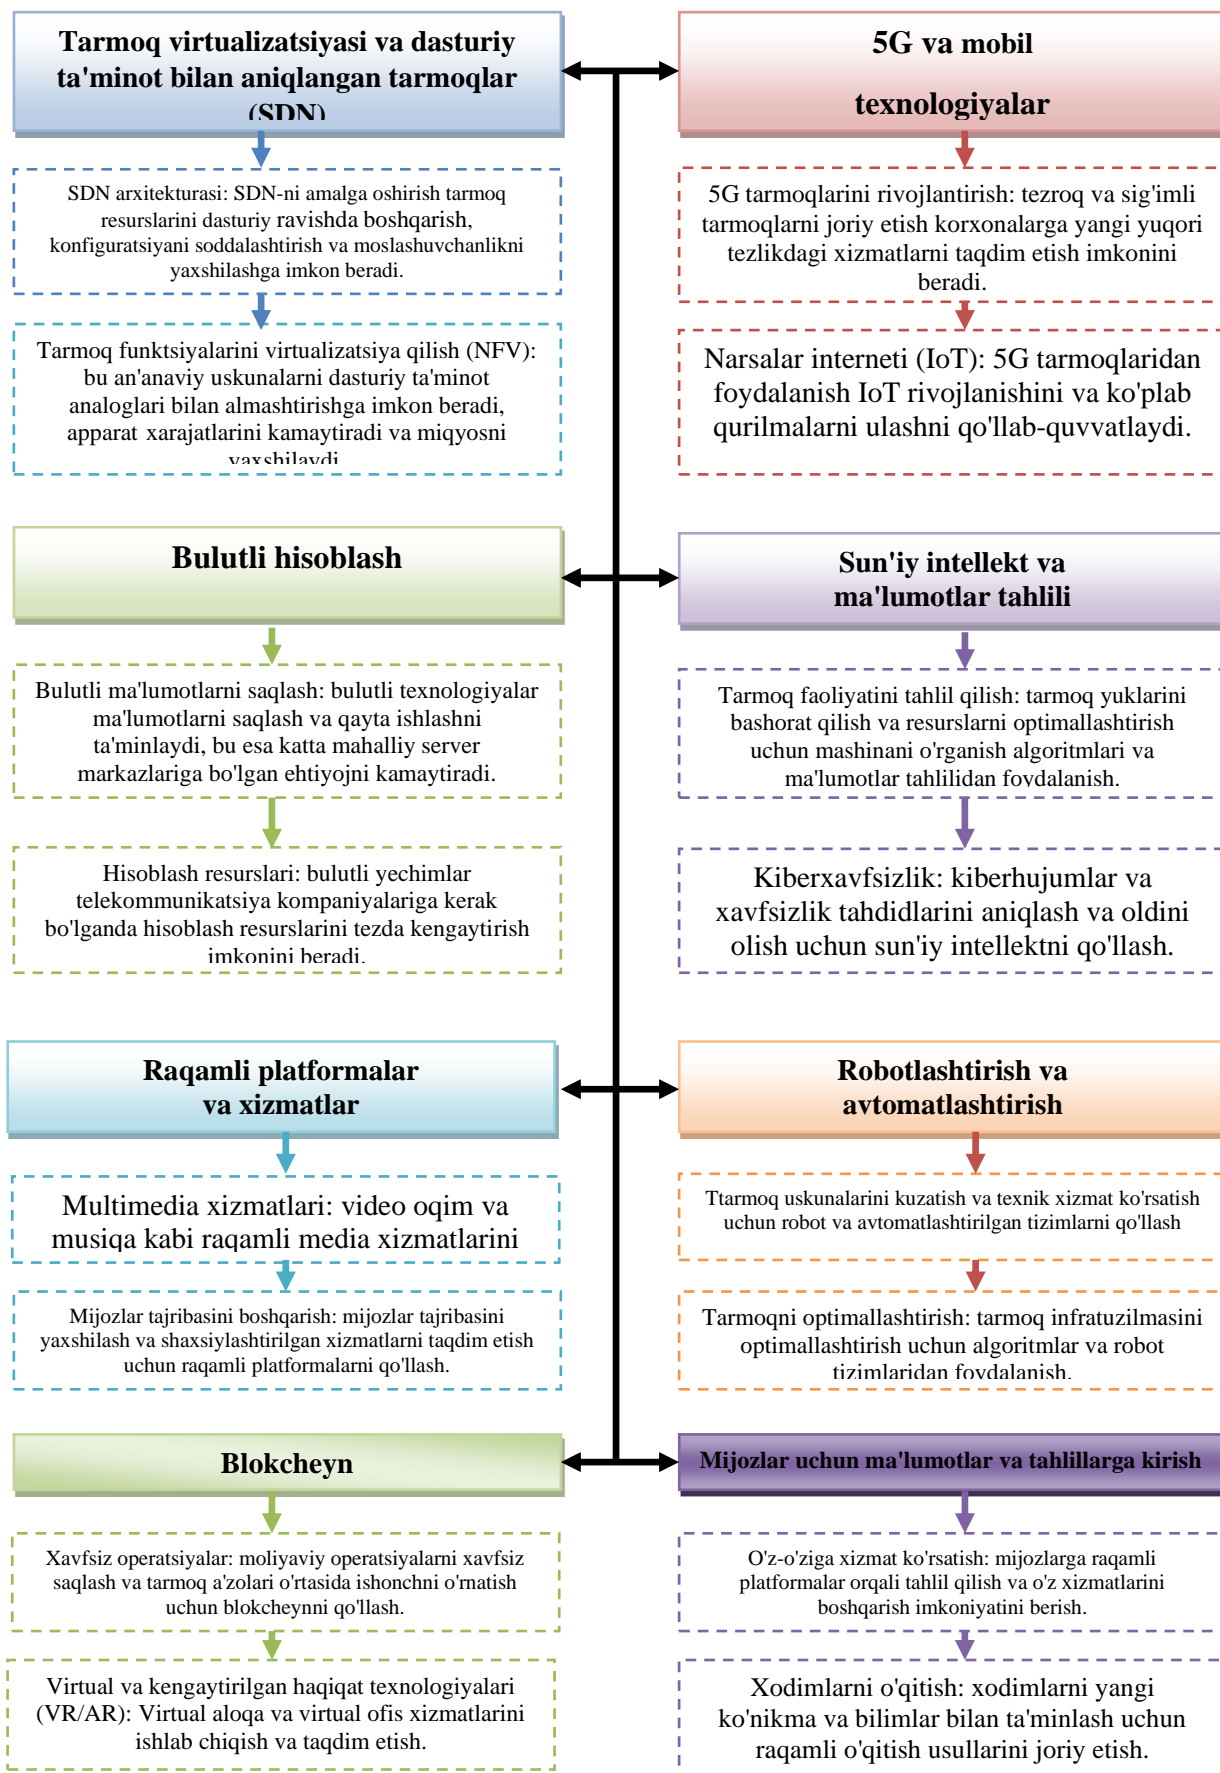 Tarmoq virtualizatsiyasi va dasturiy
ta'minot bilan aniqlangan tarmoqlar
(SDN)
SDN arxitekturasi: SDN-ni amalga oshirish tarmoq
resurslarini dasturiy ravishda boshqarish,
konfiguratsiyani soddalashtirish va moslashuvchanlikni
yaxshilashga imkon beradi.
Tarmoq funktsiyalarini virtualizatsiya qilish (NFV):
bu an'anaviy uskunalarni dasturiy ta'minot
analoglari bilan almashtirishga imkon beradi,
apparat xarajatlarini kamaytiradi va miqyosni
yaxshilaydi
5G va mobil
texnologiyalar
5G tarmoqlarini rivojlantirish: tezroq va sig'imli
tarmoqlarni joriy etish korxonalarga yangi yuqori
tezlikdagi xizmatlarni taqdim etish imkonini
beradi.
Narsalar interneti (IoT): 5G tarmoqlaridan
foydalanish IoT rivojlanishini va ko'plab
qurilmalarni ulashni qo'llab-quvvatlaydi.
Bulutli hisoblash
Bulutli ma'lumotlarni saqlash: bulutli texnologiyalar
ma'lumotlarni saqlash va qayta ishlashni
ta'minlaydi, bu esa katta mahalliy server
markazlariga bo'lgan ehtiyojni kamaytiradi.
Hisoblash resurslari: bulutli yechimlar
telekommunikatsiya kompaniyalariga kerak
bo'lganda hisoblash resurslarini tezda kengaytirish
imkonini beradi.
Sun'iy intellekt va
ma'lumotlar tahlili
Tarmoq faoliyatini tahlil qilish: tarmoq yuklarini
bashorat qilish va resurslarni optimallashtirish
uchun mashinani o'rganish algoritmlari va
ma'lumotlar tahlilidan foydalanish.
Kiberxavfsizlik: kiberhujumlar va
xavfsizlik tahdidlarini aniqlash va oldini
olish uchun sun'iy intellektni qo'llash.
Raqamli platformalar
va xizmatlar
Multimedia xizmatlari: video oqim va
musiqa kabi raqamli media xizmatlarini
Mijozlar tajribasini boshqarish: mijozlar tajribasini
yaxshilash va shaxsiylashtirilgan xizmatlarni taqdim etish
uchun raqamli platformalarni qo'llash.
Robotlashtirish va
avtomatlashtirish
Ttarmoq uskunalarini kuzatish va texnik xizmat ko'rsatish
uchun robot va avtomatlashtirilgan tizimlarni qo'llash
Tarmoqni optimallashtirish: tarmoq infratuzilmasini
optimallashtirish uchun algoritmlar va robot
tizimlaridan foydalanish.
Blokcheyn
Xavfsiz operatsiyalar: moliyaviy operatsiyalarni xavfsiz
saqlash va tarmoq a'zolari o'rtasida ishonchni o'rnatish
uchun blokcheynni qo'llash.
Virtual va kengaytirilgan haqiqat texnologiyalari
(VR/AR): Virtual aloqa va virtual ofis xizmatlarini
ishlab chiqish va taqdim etish.
Mijozlar uchun ma'lumotlar va tahlillarga kirish
O'z-o'ziga xizmat ko'rsatish: mijozlarga raqamli
platformalar orqali tahlil qilish va o'z xizmatlarini
boshqarish imkoniyatini berish.
Xodimlarni o'qitish: xodimlarni yangi
ko'nikma va bilimlar bilan ta'minlash uchun
raqamli o'qitish usullarini joriy etish.